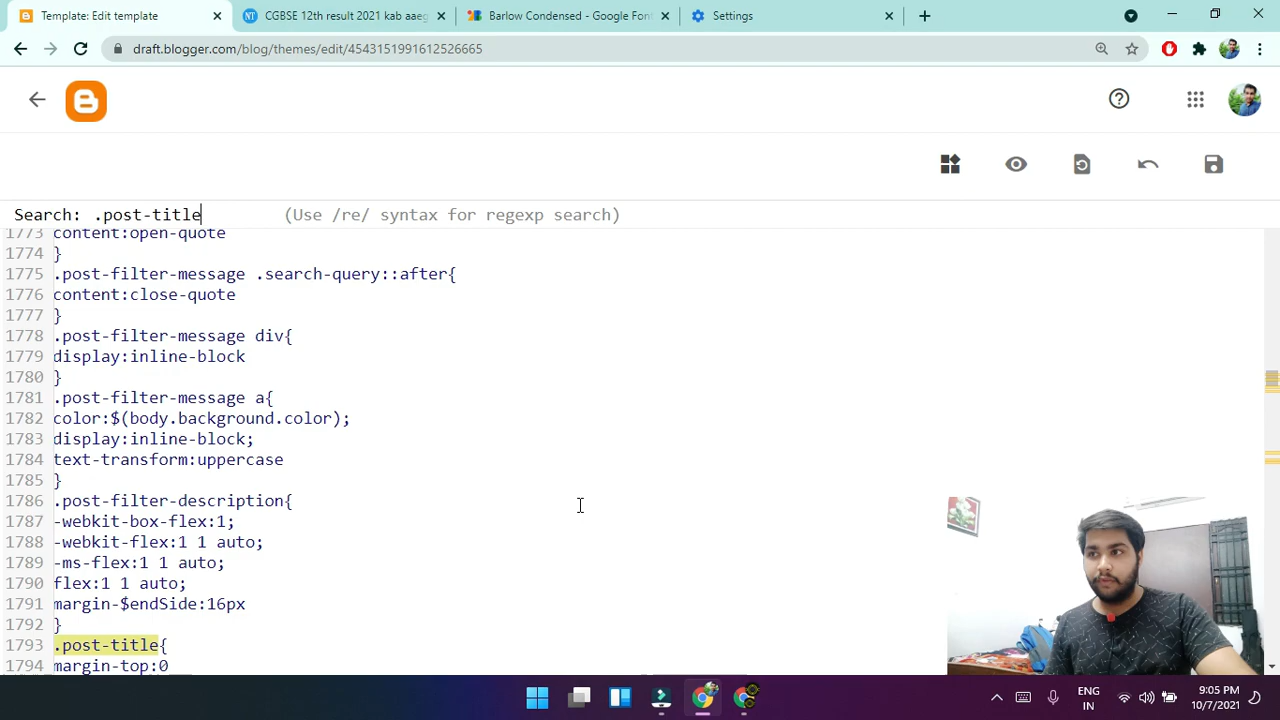 Template: Edit template
CGBSE 12th result 2021 kab aaeg
Barlow Condensed - Google Font
Settings
draft.blogger.com/blog/themes/edit/4543151991612526665
Search: .post-title (Use /re/ syntax for regexp search)
1773 content:open-quote
1774 }
1775 .post-filter-message .search-query::after{
1776 content:close-quote
1777 }
1778 .post-filter-message div{
1779 display:inline-block
1780 }
1781 .post-filter-message a{
1782 color:$(body.background.color);
1783 display:inline-block;
1784 text-transform:uppercase
1785 }
1786 .post-filter-description{
1787 -webkit-box-flex:1;
1788 -webkit-flex:1 1 auto;
1789 -ms-flex:1 1 auto;
1790 flex:1 1 auto;
1791 margin-$endSide:16px
1792 }
1793 .post-title{
1794 margin-top:0
ENG
IN
9:05 PM
10/7/2021